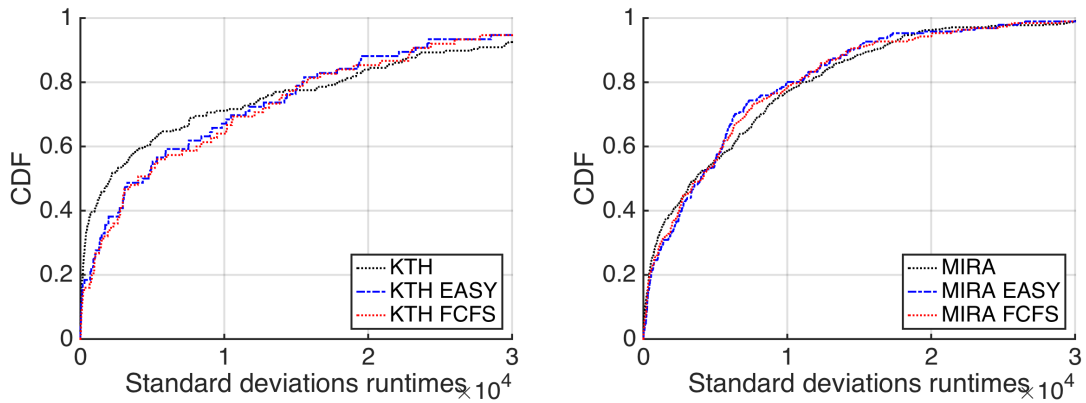 1
0.8
0.6
0.4
0.2
0
CDF
KTH
KTH EASY
KTH FCFS
0 1 2 3
Standard deviations runtimes ×10^4
1
0.8
0.6
0.4
0.2
0
CDF
MIRA
MIRA EASY
MIRA FCFS
0 1 2 3
Standard deviations runtimes ×10^4